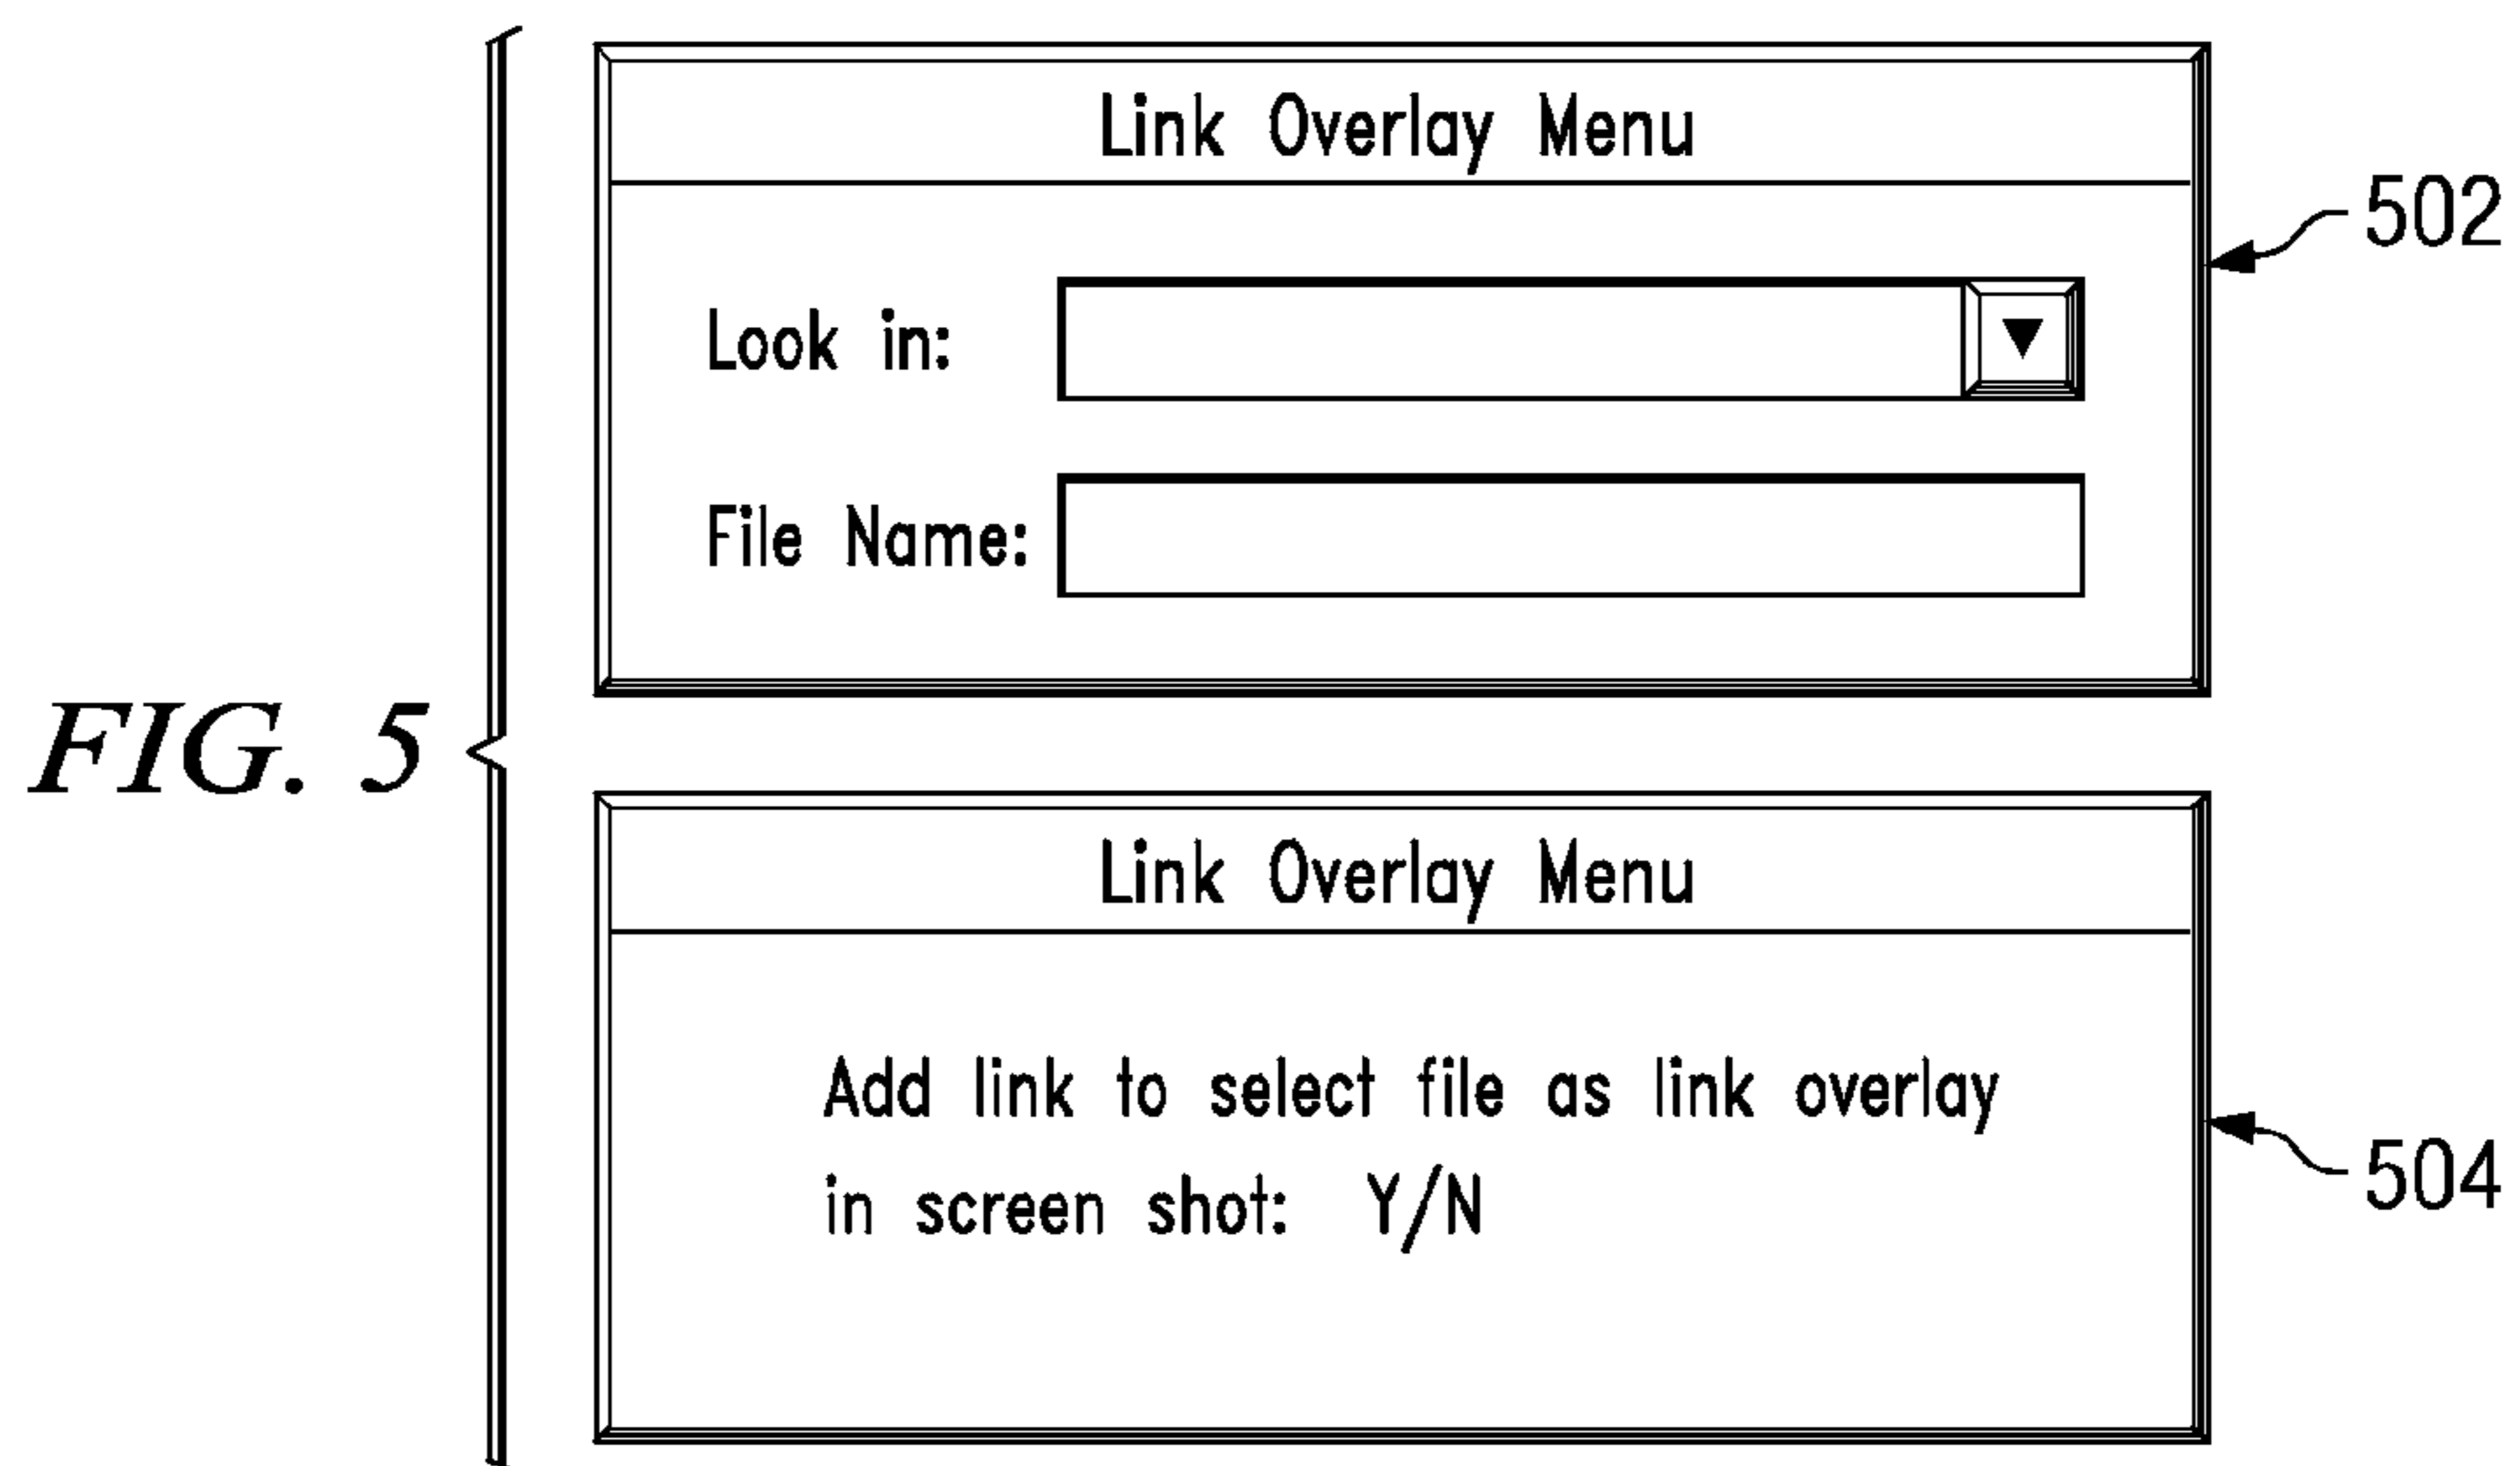 Link Overlay Menu
502
Look in:
File Name:
FIG. 5
Link Overlay Menu
Add link to select file as link overlay
in screen shot: Y/N
504